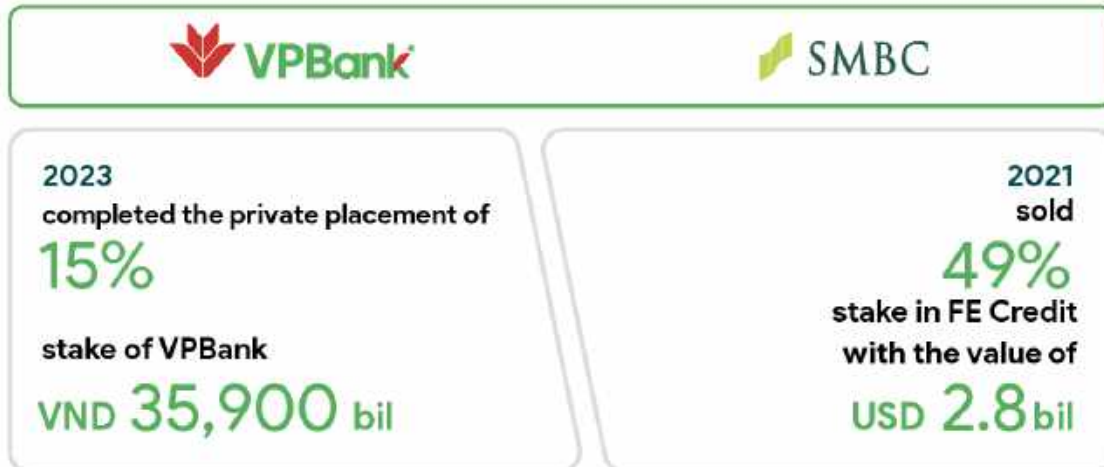 VPBank
SMBC
2023
completed the private placement of
15%
stake of VPBank
VND 35,900 bil
2021
sold
49%
stake in FE Credit
with the value of
USD 2.8 bil